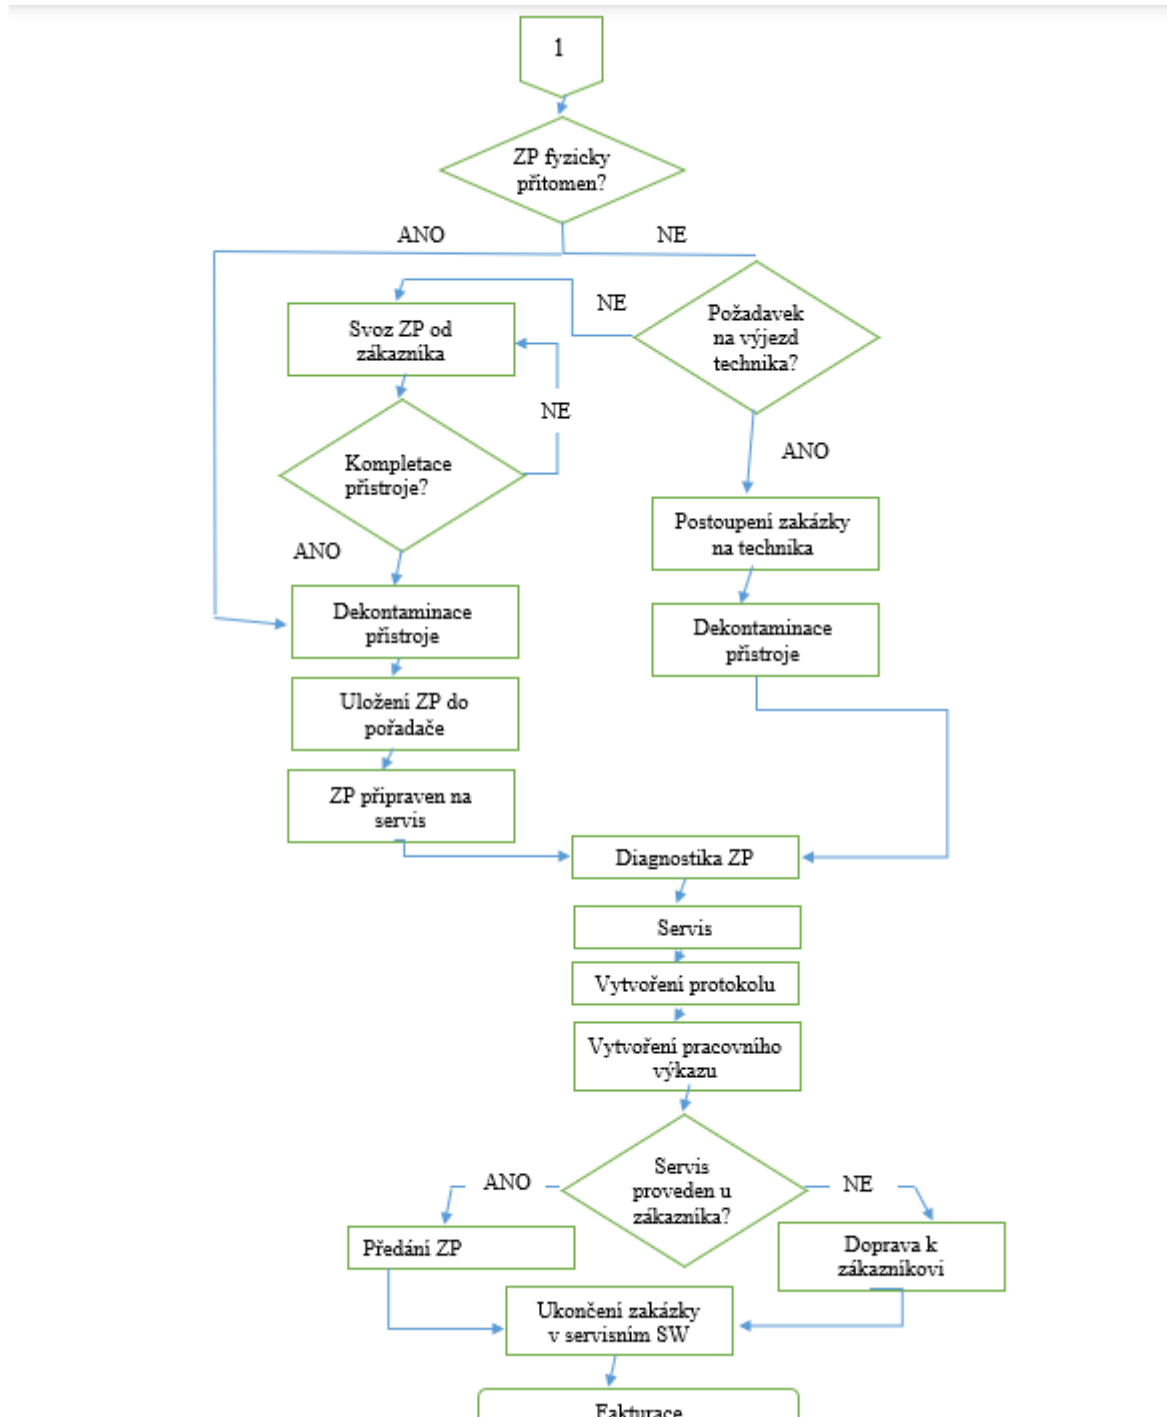 1
ZP fyzicky
přítomen?
ANO
NE
NE
Požadavek
na výjezd
technika?
Svoz ZP od
zákazníka
NE
Kompletace
přístroje?
ANO
ANO
Postoupení zakázky
na technika
Dekontaminace
přístroje
Dekontaminace
přístroje
Uložení ZP do
pořadače
ZP připraven na
servis
Diagnostika ZP
Servis
Vytvoření protokolu
Vytvoření pracovního
výkazu
Servis
proveden u
zákazníka?
ANO
NE
Předání ZP
Doprava k
zákazníkovi
Ukončení zakázky
v servisním SW
Fakturace